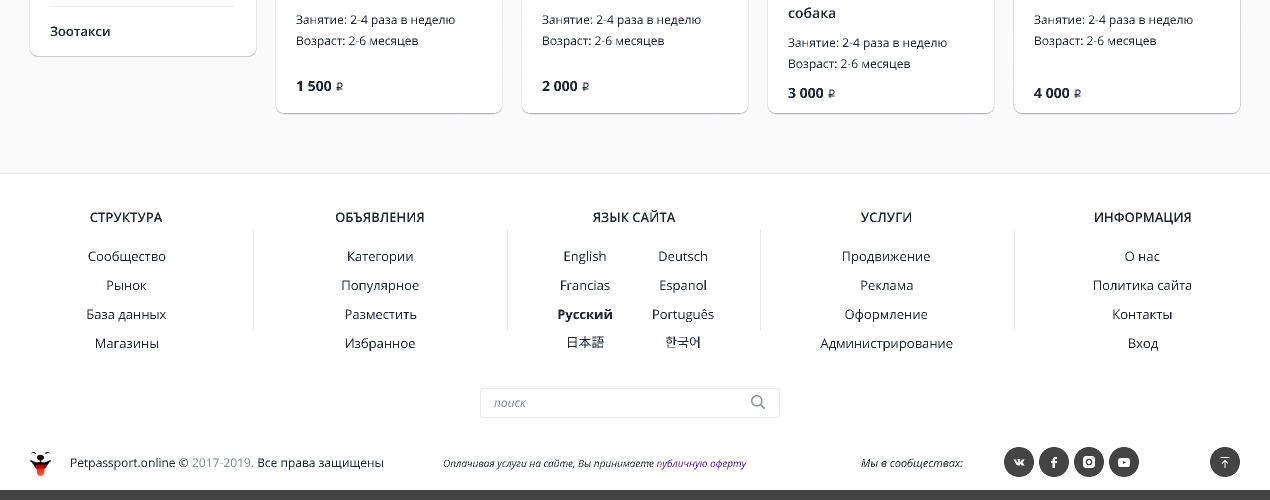 Зоотакси
Занятие: 2-4 раза в неделю
Возраст: 2-6 месяцев
1 500 ₽
Занятие: 2-4 раза в неделю
Возраст: 2-6 месяцев
2 000 ₽
собака
Занятие: 2-4 раза в неделю
Возраст: 2-6 месяцев
3 000 ₽
Занятие: 2-4 раза в неделю
Возраст: 2-6 месяцев
4 000 ₽
СТРУКТУРА
Сообщество
Рынок
База данных
Магазины
ОБЪЯВЛЕНИЯ
Категории
Популярное
Разместить
Избранное
ЯЗЫК САЙТА
English Deutsch
Francias Espanol
Русский Português
日本語 한국어
УСЛУГИ
Продвижение
Реклама
Оформление
Администрирование
ИНФОРМАЦИЯ
О нас
Политика сайта
Контакты
Вход
поиск
Petpassport.online © 2017-2019. Все права защищены
Оплачивая услуги на сайте, Вы принимаете публичную оферту
Мы в сообществах: